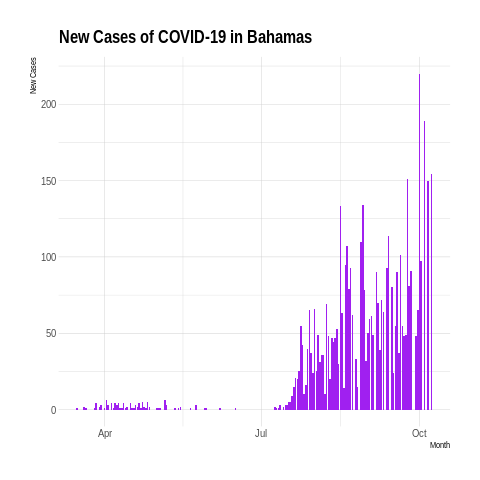 New Cases of COVID-19 in Bahamas
New Cases
200
150
100
50
0
Apr
Jul
Oct
Month